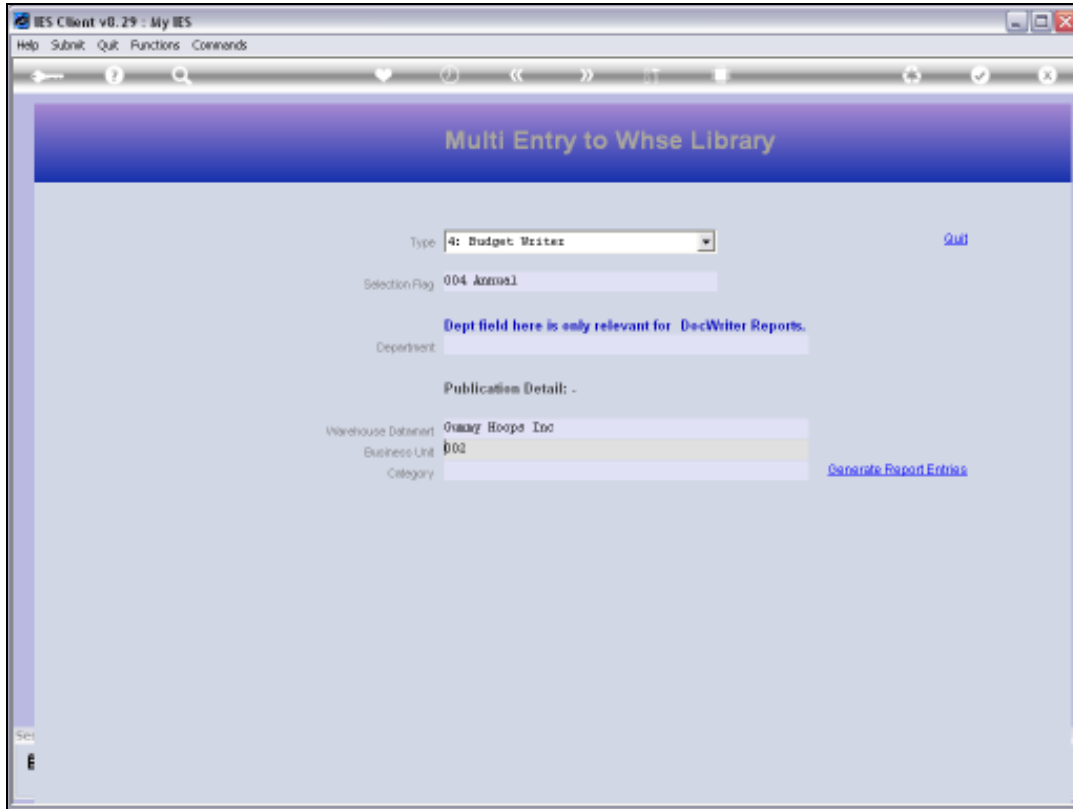 IES Client v8.29 : My IES
Help Submit Quit Functions Commands
Multi Entry to Whse Library
Type 4: Budget Writer Quit
Selection Flag 004 Annual
Dept field here is only relevant for DocWriter Reports.
Department
Publication Detail: -
Warehouse Datamart Gummy Hoops Inc
Business Unit 002
Category Generate Report Entries